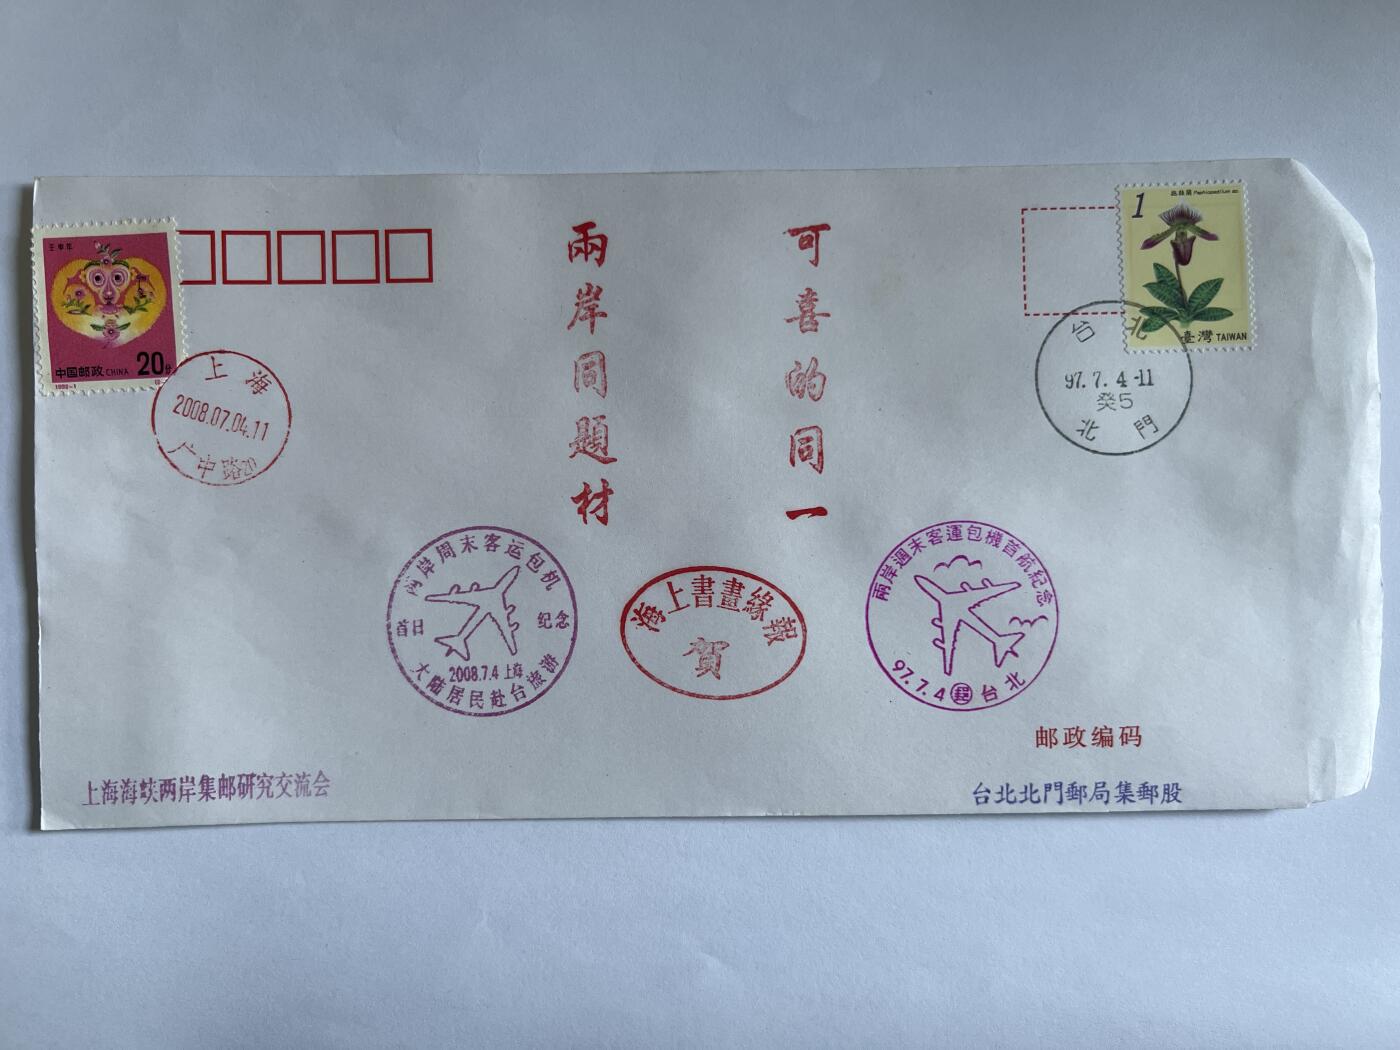 壬申年
中国邮政 CHINA 20分
1992-1
上海
2008.07.04.11
广中路
兩岸同題材
可喜的同一
1
Paphiopedilum
臺灣 TAIWAN
台北
97.7.4-11
癸5
北門
两岸周末客运包机
首日 纪念
2008.7.4 上海
大陆居民赴台旅游
海上書畫緣報
賀
兩岸週末客運包機首航紀念
97.7.4 郵 台北
邮政编码
上海海峡两岸集邮研究交流会
台北北門郵局集郵股